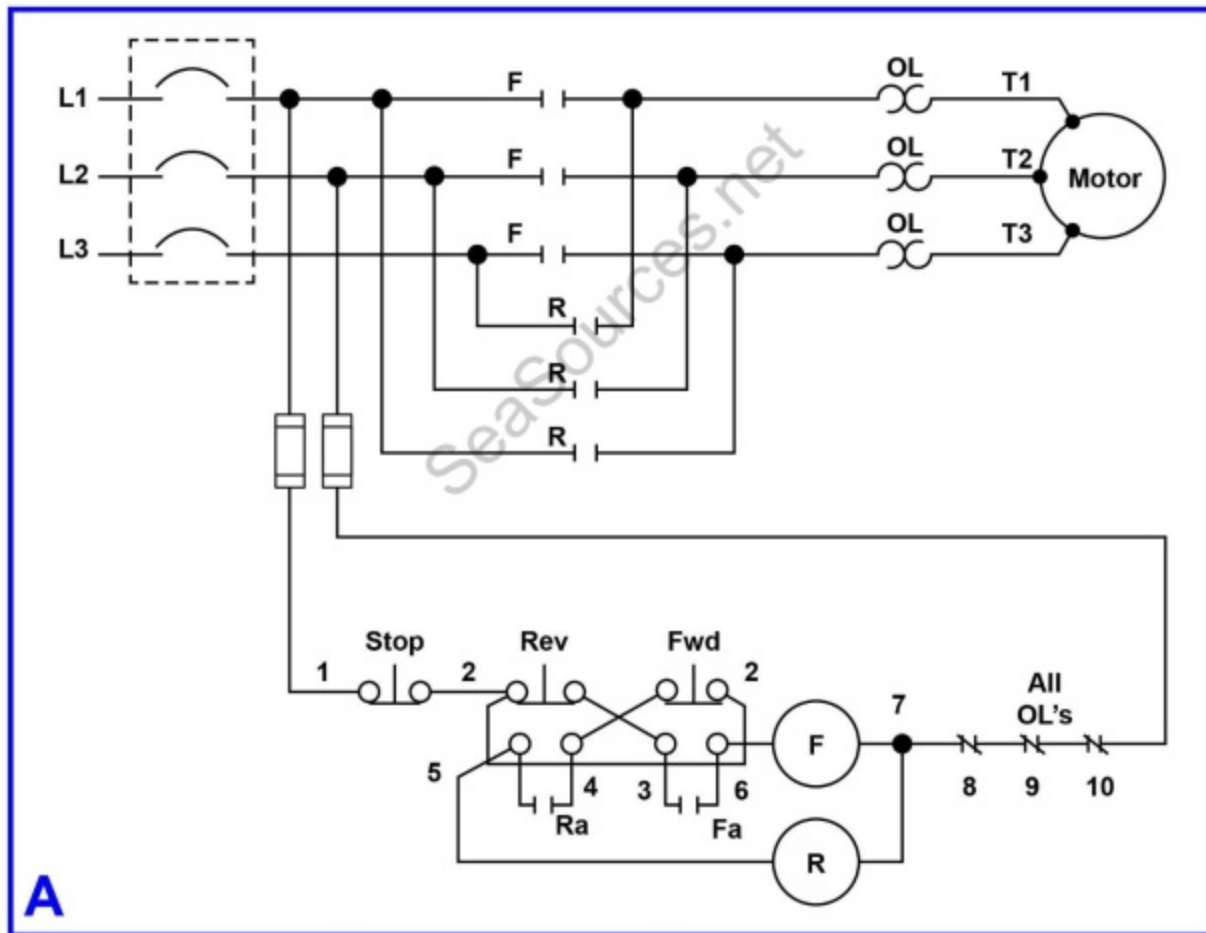 L1 F OL T1
L2 F OL T2 Motor
L3 F OL T3
R
R
R
SeaSources.net
Stop Rev Fwd
1 2 2
All
OL's
7
F
5 4 3 6 8 9 10
Ra Fa
R
A